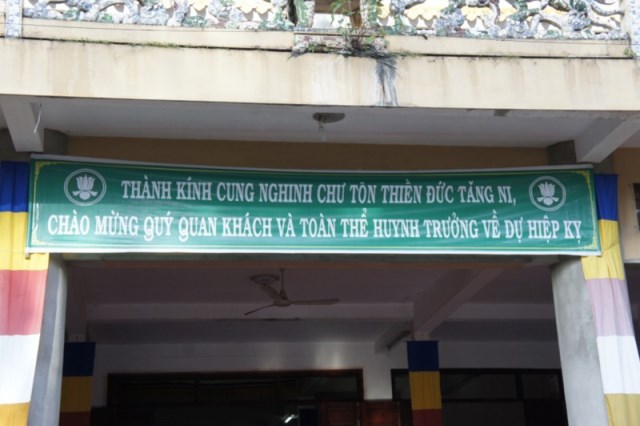 THÀNH KÍNH CUNG NGHINH CHƯ TÔN THIỀN ĐỨC TĂNG NI,
CHÀO MỪNG QUÝ QUAN KHÁCH VÀ TOÀN THỂ HUYNH TRƯỞNG VỀ DỰ HIỆP KỴ